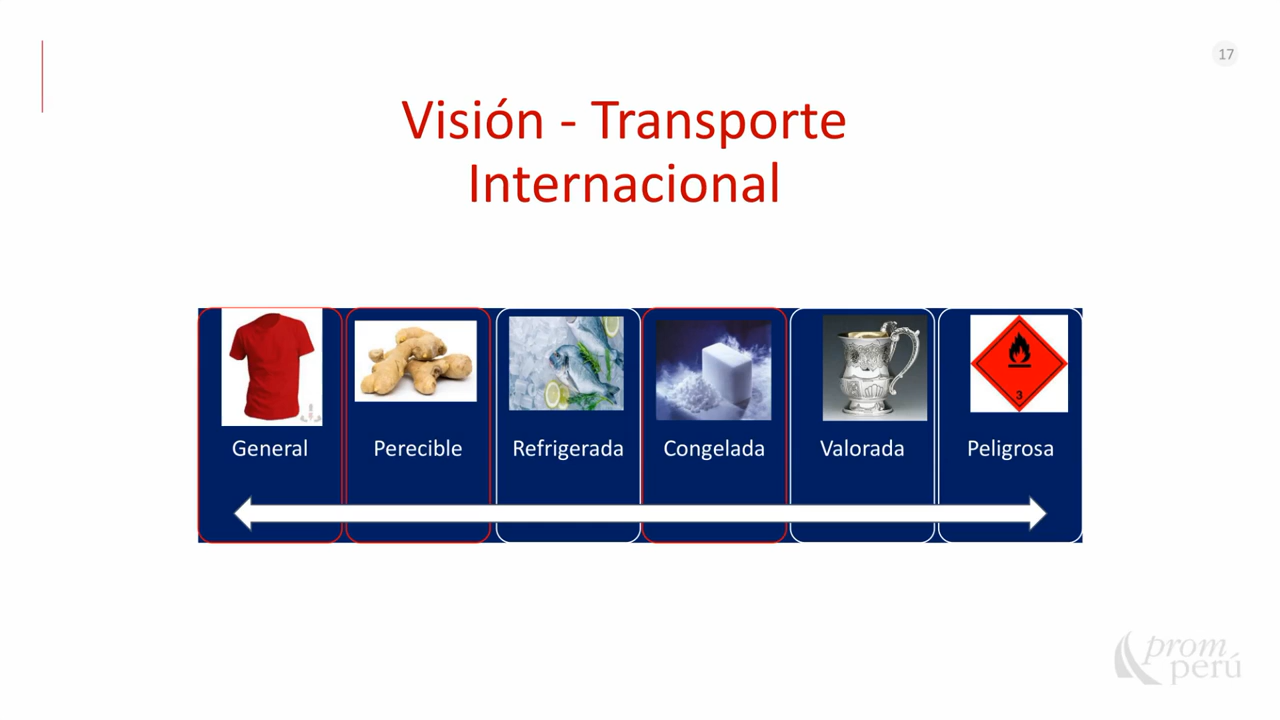 17
Visión - Transporte
Internacional
3
General
Perecible
Refrigerada
Congelada
Valorada
Peligrosa
prom
perú